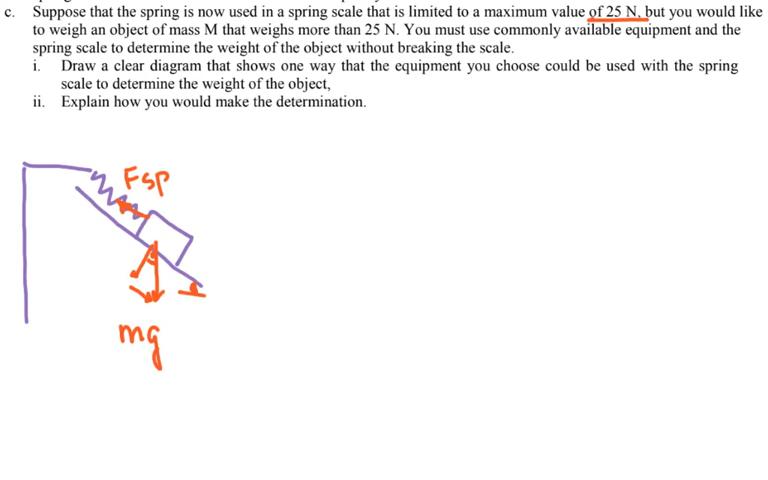 c. Suppose that the spring is now used in a spring scale that is limited to a maximum value of 25 N, but you would like
to weigh an object of mass M that weighs more than 25 N. You must use commonly available equipment and the
spring scale to determine the weight of the object without breaking the scale.
i. Draw a clear diagram that shows one way that the equipment you choose could be used with the spring
scale to determine the weight of the object,
ii. Explain how you would make the determination.
Fsp
mg